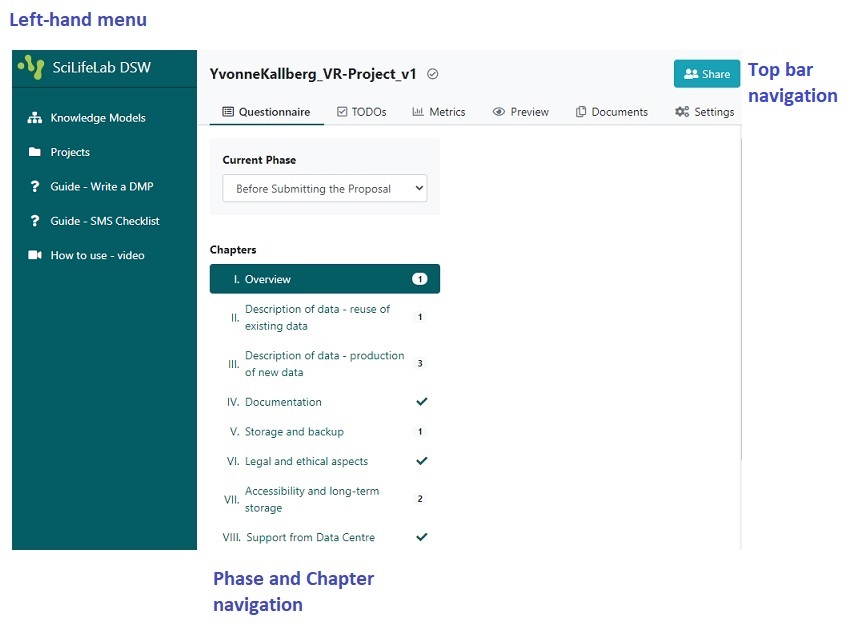 Left-hand menu
SciLifeLab DSW
Knowledge Models
Projects
? Guide - Write a DMP
? Guide - SMS Checklist
How to use - video
YvonneKallberg_VR-Project_v1
Share
Top bar
navigation
Questionnaire TODOs Metrics Preview Documents Settings
Current Phase
Before Submitting the Proposal
Chapters
I. Overview 1
II. Description of data - reuse of
existing data 1
III. Description of data - production
of new data 3
IV. Documentation
V. Storage and backup 1
VI. Legal and ethical aspects
VII. Accessibility and long-term
storage 2
VIII. Support from Data Centre
Phase and Chapter
navigation